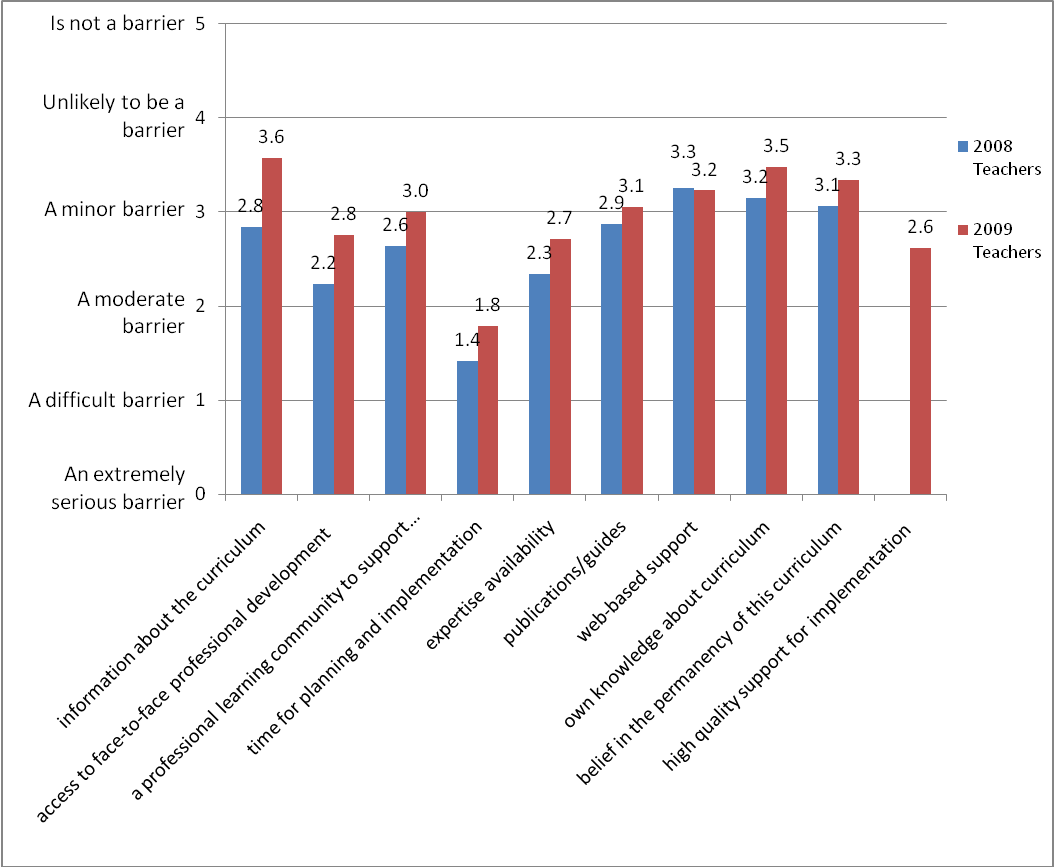 Is not a barrier
Unlikely to be a
barrier
A minor barrier
A moderate
barrier
A difficult barrier
An extremely
serious barrier
5
4
3
2
1
0
2.8
3.6
2.2
2.8
2.6
3.0
1.4
1.8
2.3
2.7
2.9
3.1
3.3
3.2
3.2
3.5
3.1
3.3
2.6
information about the curriculum
access to face-to-face professional development
a professional learning community to support...
time for planning and implementation
expertise availability
publications/guides
web-based support
own knowledge about curriculum
belief in the permanency of this curriculum
high quality support for implementation
2008
Teachers
2009
Teachers